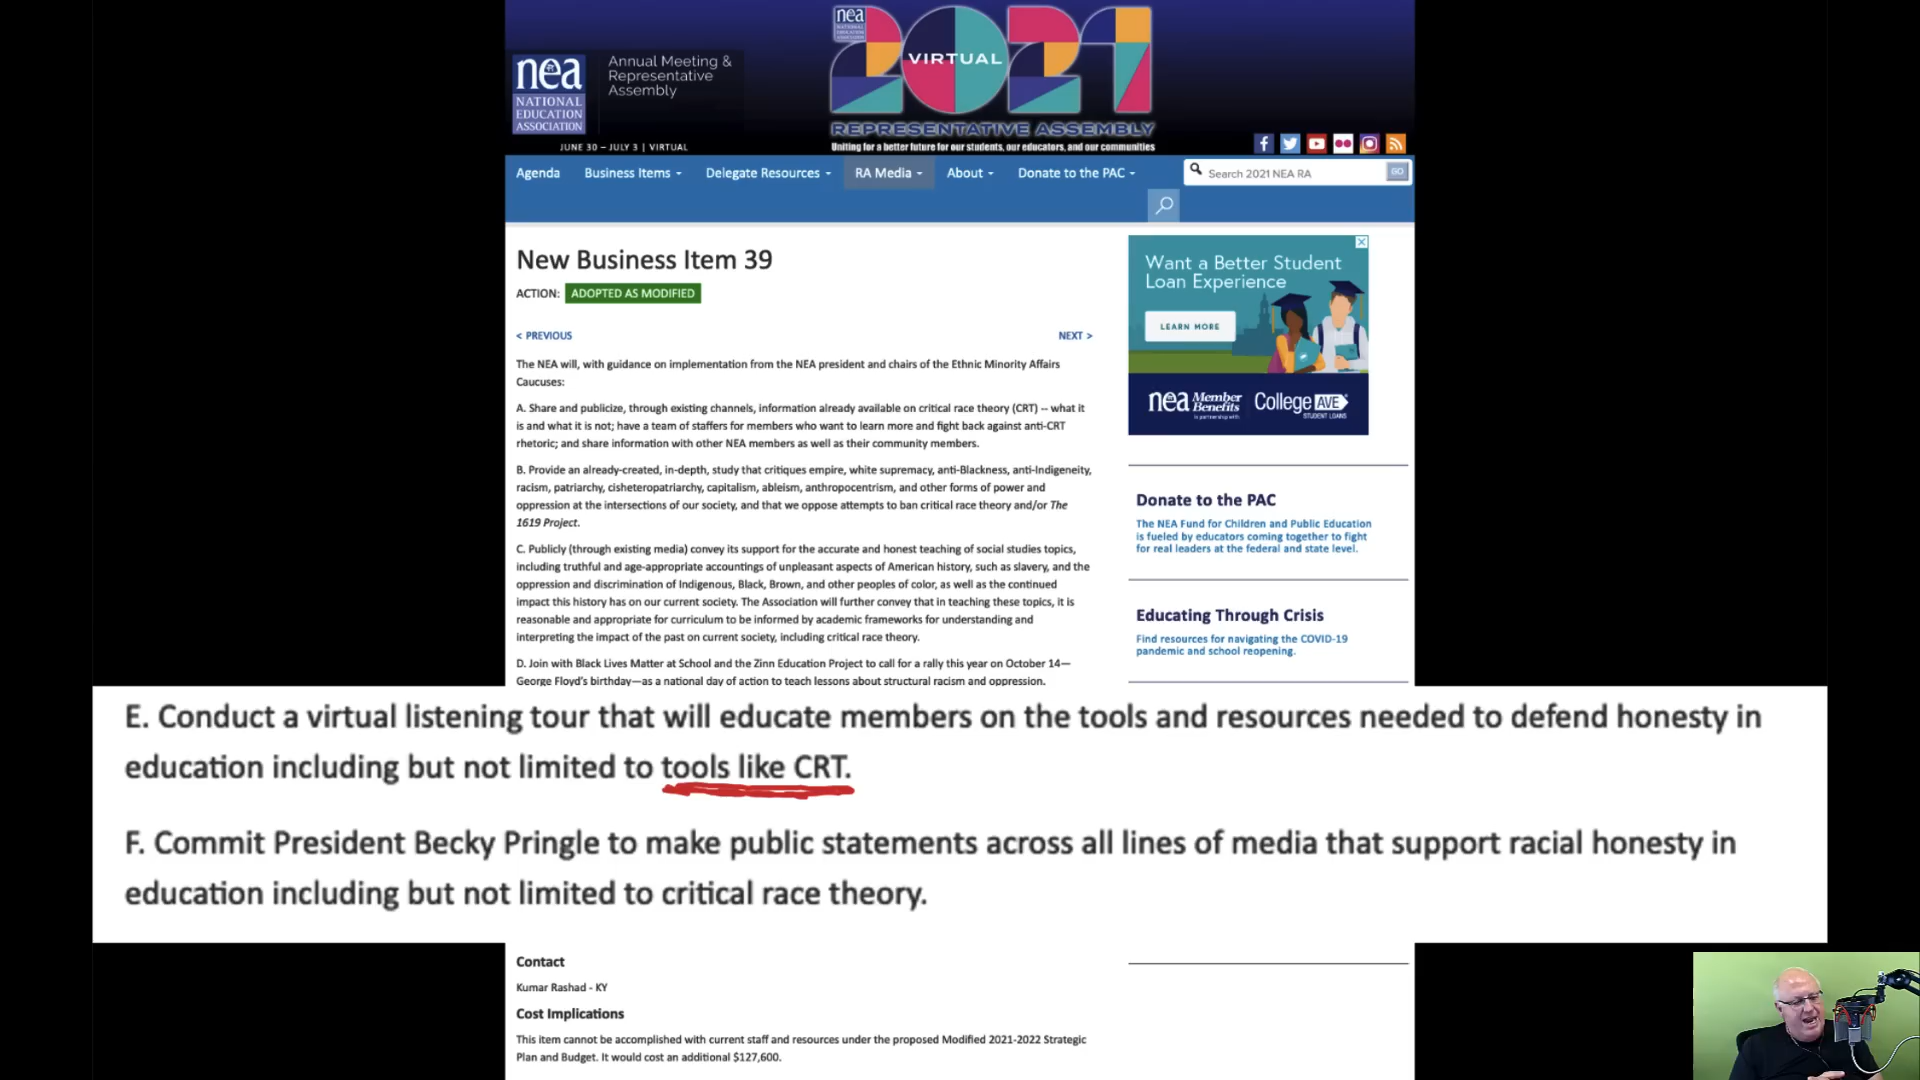 nea
NATIONAL
EDUCATION
ASSOCIATION
Annual Meeting &
Representative
Assembly
JUNE 30 – JULY 3 | VIRTUAL
nea
2021
VIRTUAL
REPRESENTATIVE ASSEMBLY
Uniting for a better future for our students, our educators, and our communities
Agenda Business Items Delegate Resources RA Media About Donate to the PAC Search 2021 NEA RA GO
New Business Item 39
ACTION: ADOPTED AS MODIFIED
< PREVIOUS NEXT >
The NEA will, with guidance on implementation from the NEA president and chairs of the Ethnic Minority Affairs
Caucuses:
A. Share and publicize, through existing channels, information already available on critical race theory (CRT) -- what it
is and what it is not; have a team of staffers for members who want to learn more and fight back against anti-CRT
rhetoric; and share information with other NEA members as well as their community members.
B. Provide an already-created, in-depth, study that critiques empire, white supremacy, anti-Blackness, anti-Indigeneity,
racism, patriarchy, cisheteropatriarchy, capitalism, ableism, anthropocentrism, and other forms of power and
oppression at the intersections of our society, and that we oppose attempts to ban critical race theory and/or The
1619 Project.
C. Publicly (through existing media) convey its support for the accurate and honest teaching of social studies topics,
including truthful and age-appropriate accountings of unpleasant aspects of American history, such as slavery, and the
oppression and discrimination of Indigenous, Black, Brown, and other peoples of color, as well as the continued
impact this history has on our current society. The Association will further convey that in teaching these topics, it is
reasonable and appropriate for curriculum to be informed by academic frameworks for understanding and
interpreting the impact of the past on current society, including critical race theory.
D. Join with Black Lives Matter at School and the Zinn Education Project to call for a rally this year on October 14—
George Floyd's birthday—as a national day of action to teach lessons about structural racism and oppression.
E. Conduct a virtual listening tour that will educate members on the tools and resources needed to defend honesty in
education including but not limited to tools like CRT.
F. Commit President Becky Pringle to make public statements across all lines of media that support racial honesty in
education including but not limited to critical race theory.
Contact
Kumar Rashad - KY
Cost Implications
This item cannot be accomplished with current staff and resources under the proposed Modified 2021-2022 Strategic
Plan and Budget. It would cost an additional $127,600.
Want a Better Student
Loan Experience
LEARN MORE
nea Member Benefits
in partnership with
College AVE
STUDENT LOANS
Donate to the PAC
The NEA Fund for Children and Public Education
is fueled by educators coming together to fight
for real leaders at the federal and state level.
Educating Through Crisis
Find resources for navigating the COVID-19
pandemic and school reopening.